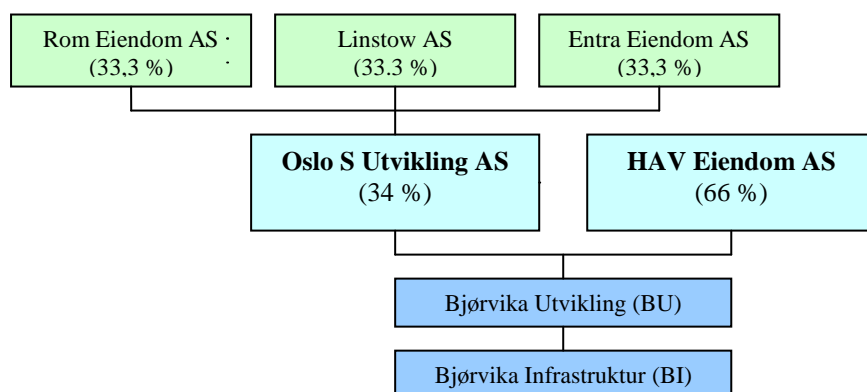 Rom Eiendom AS
(33,3 %)
Linstow AS
(33.3 %)
Entra Eiendom AS
(33,3 %)
Oslo S Utvikling AS
(34 %)
HAV Eiendom AS
(66 %)
Bjørvika Utvikling (BU)
Bjørvika Infrastruktur (BI)